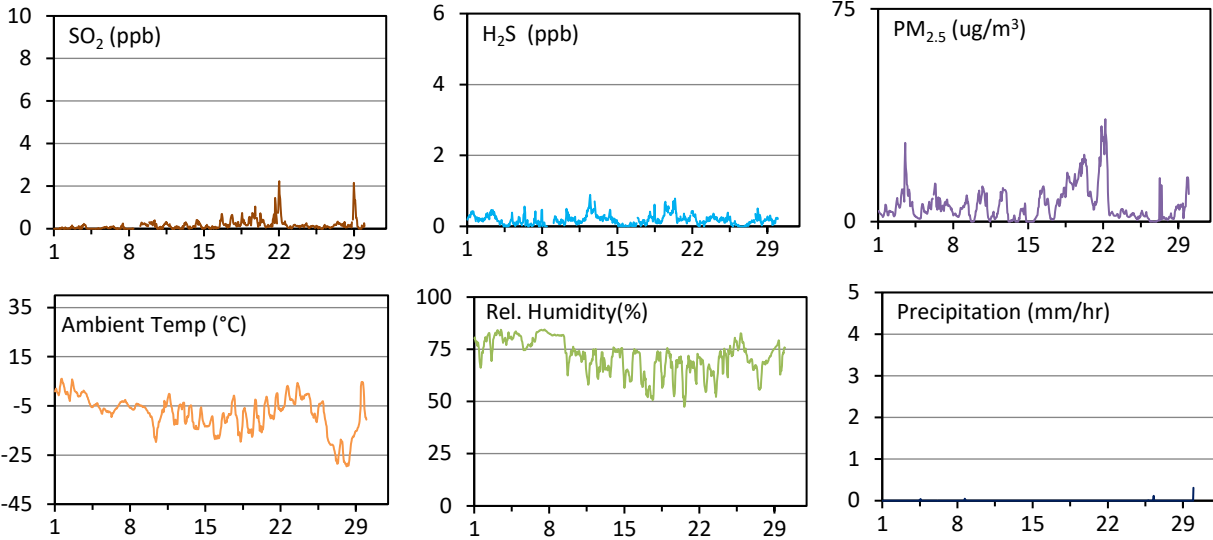 SO₂ (ppb)
10
8
6
4
2
0
1 8 15 22 29
H₂S (ppb)
6
4
2
0
1 8 15 22 29
PM₂.₅ (ug/m³)
75
0
1 8 15 22 29
Ambient Temp (°C)
35
15
-5
-25
-45
1 8 15 22 29
Rel. Humidity(%)
100
75
50
25
0
1 8 15 22 29
Precipitation (mm/hr)
5
4
3
2
1
0
1 8 15 22 29